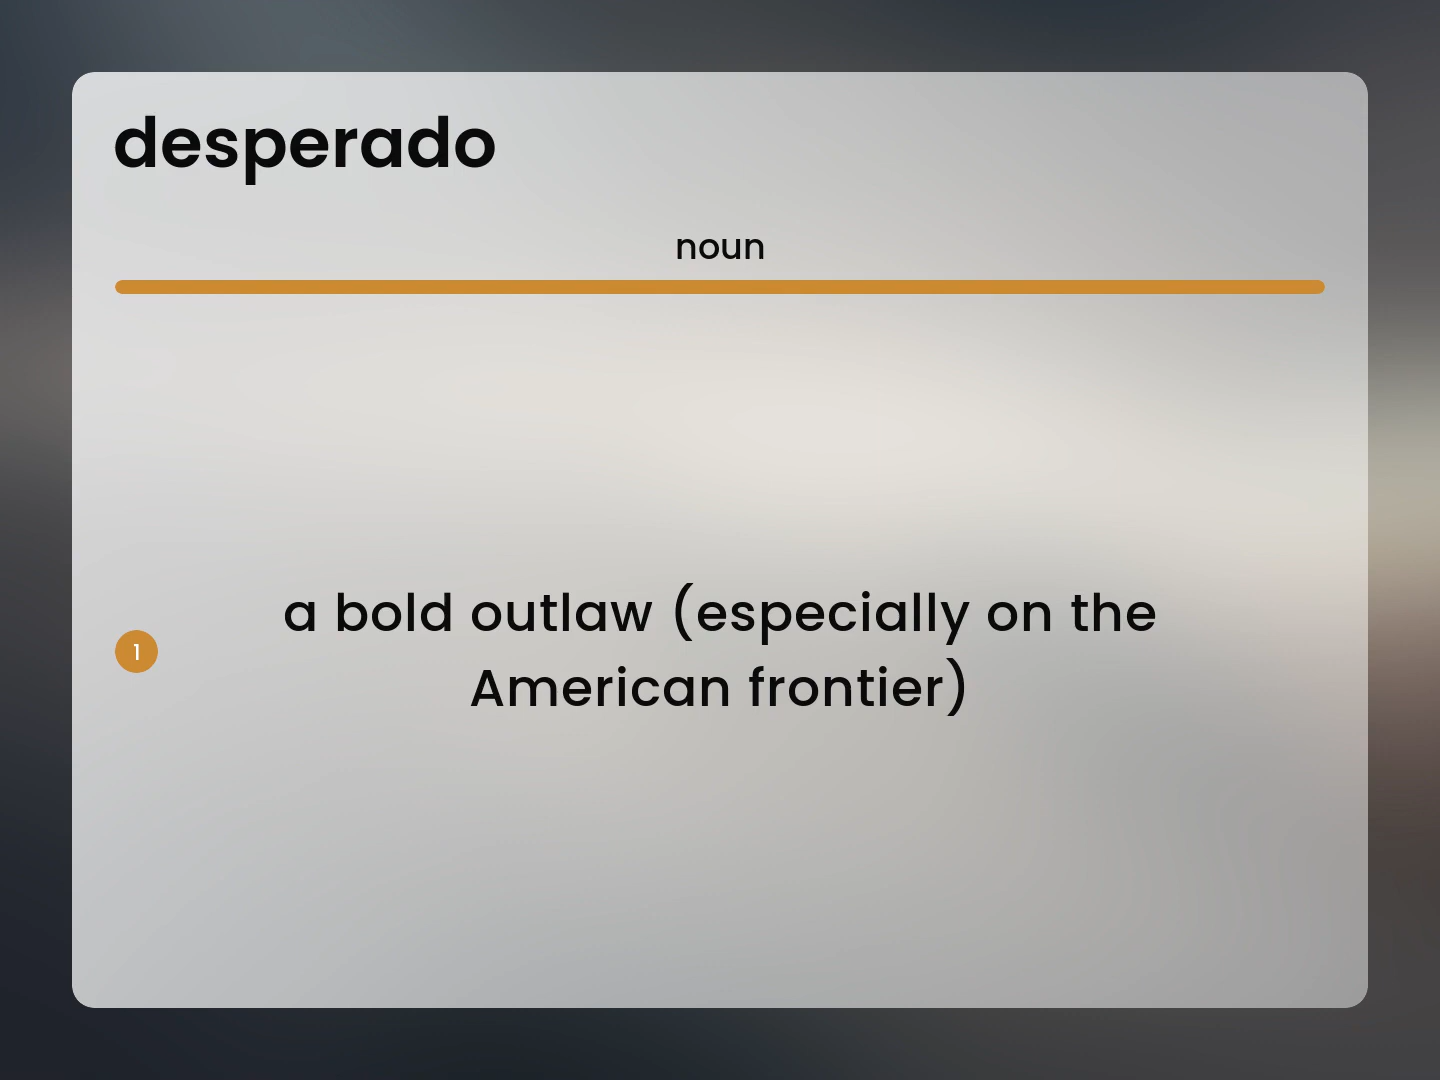 desperado
noun
1
a bold outlaw (especially on the
American frontier)